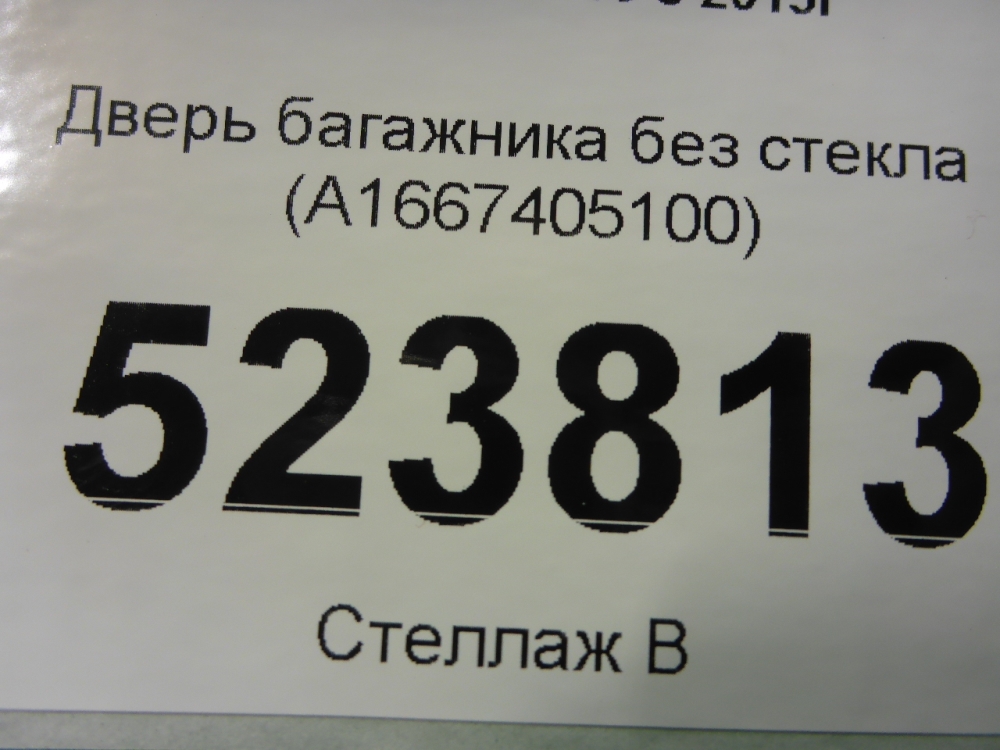 Дверь багажника без стекла
(A1667405100)
523813
Стеллаж В